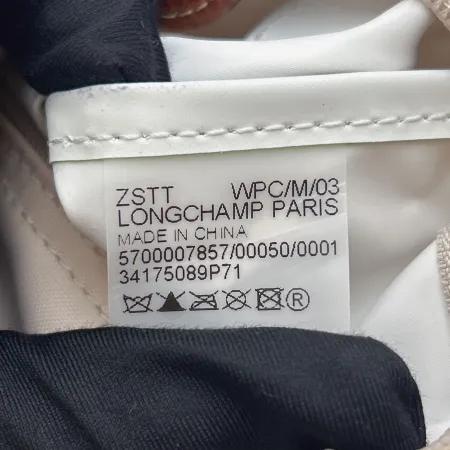 ZSTT WPC/M/03
LONGCHAMP PARIS
MADE IN CHINA
5700007857/00050/0001
34175089P71
®